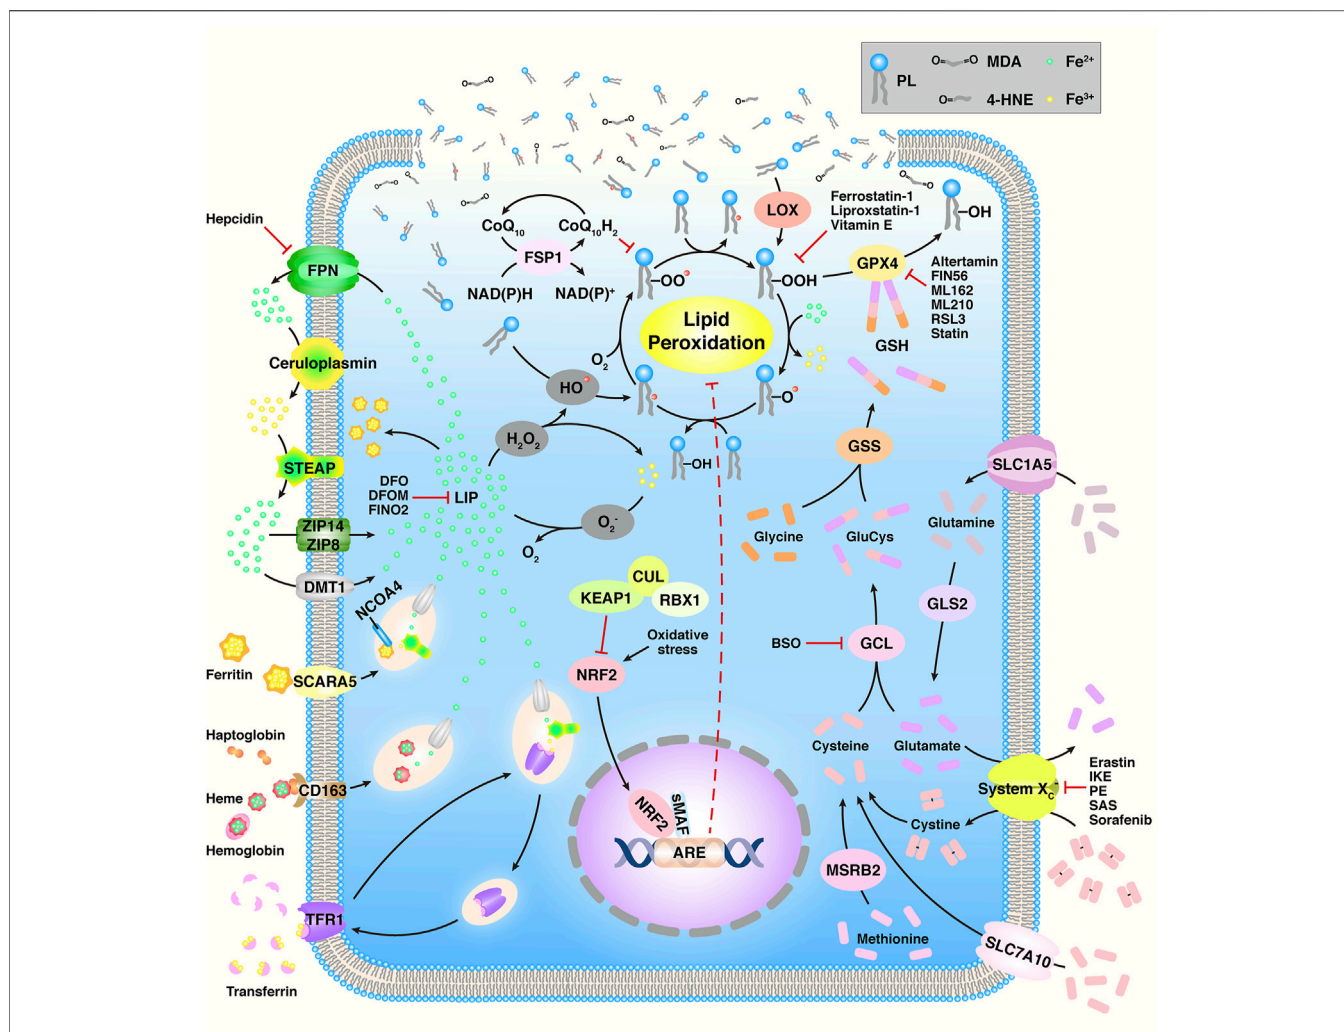 PL
O
O
MDA
O
4-HNE
Fe2+
Fe3+
Hepcidin
FPN
Ceruloplasmin
STEAP
ZIP14
ZIP8
DMT1
NCOA4
Ferritin
SCARA5
Haptoglobin
CD163
Heme
Hemoglobin
TFR1
Transferrin
DFO
DFOM
FINO2
LIP
CoQ10
CoQ10H2
FSP1
NAD(P)H
NAD(P)+
H2O2
HO
O2
O2-
O2
LOX
Ferrostatin-1
Liproxstatin-1
Vitamin E
-OO
-OOH
-O
-OH
Lipid
Peroxidation
GPX4
-OH
Altertamin
FIN56
ML162
ML210
RSL3
Statin
GSH
GSS
Glycine
GluCys
Glutamine
SLC1A5
GLS2
BSO
GCL
Cysteine
Glutamate
System Xc-
Erastin
IKE
PE
SAS
Sorafenib
Cystine
MSRB2
Methionine
SLC7A10
CUL
KEAP1
RBX1
Oxidative
stress
NRF2
NRF2
sMAF
ARE